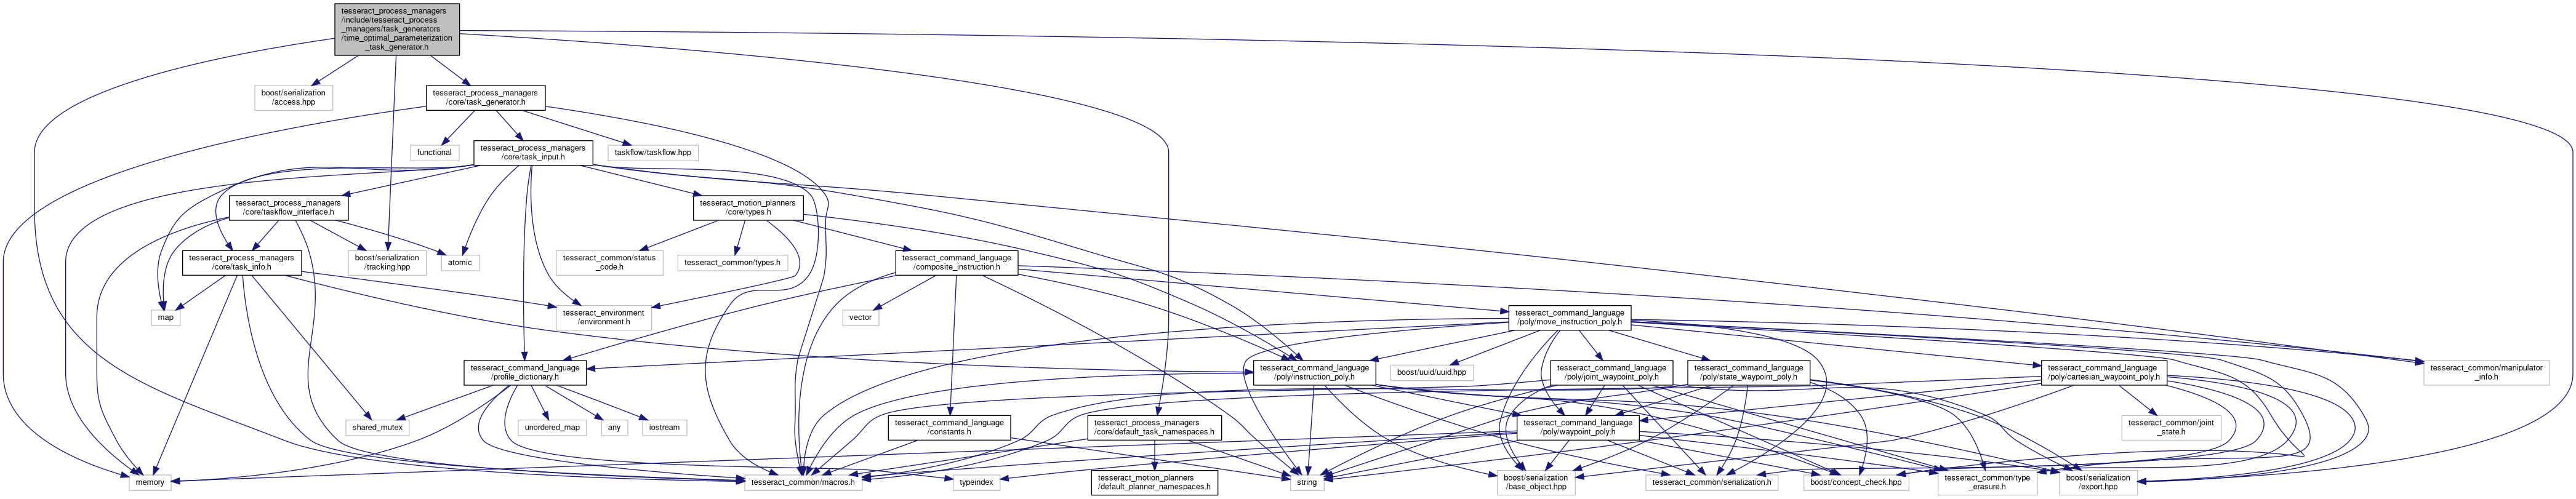 tesseract_process_managers
/include/tesseract_process
_managers/task_generators
/time_optimal_parameterization
_task_generator.h
boost/serialization
/access.hpp
tesseract_process_managers
/core/task_generator.h
functional
tesseract_process_managers
/core/task_input.h
taskflow/taskflow.hpp
tesseract_process_managers
/core/taskflow_interface.h
tesseract_motion_planners
/core/types.h
tesseract_process_managers
/core/task_info.h
boost/serialization
/tracking.hpp
atomic
tesseract_common/status
_code.h
tesseract_common/types.h
tesseract_command_language
/composite_instruction.h
map
tesseract_environment
/environment.h
vector
tesseract_command_language
/poly/move_instruction_poly.h
tesseract_command_language
/profile_dictionary.h
tesseract_command_language
/poly/instruction_poly.h
boost/uuid/uuid.hpp
tesseract_command_language
/poly/joint_waypoint_poly.h
tesseract_command_language
/poly/state_waypoint_poly.h
tesseract_command_language
/poly/cartesian_waypoint_poly.h
tesseract_common/manipulator
_info.h
shared_mutex
unordered_map
any
iostream
tesseract_command_language
/constants.h
tesseract_process_managers
/core/default_task_namespaces.h
tesseract_command_language
/poly/waypoint_poly.h
tesseract_common/joint
_state.h
memory
tesseract_common/macros.h
typeindex
tesseract_motion_planners
/default_planner_namespaces.h
string
boost/serialization
/base_object.hpp
tesseract_common/serialization.h
boost/concept_check.hpp
tesseract_common/type
_erasure.h
boost/serialization
/export.hpp